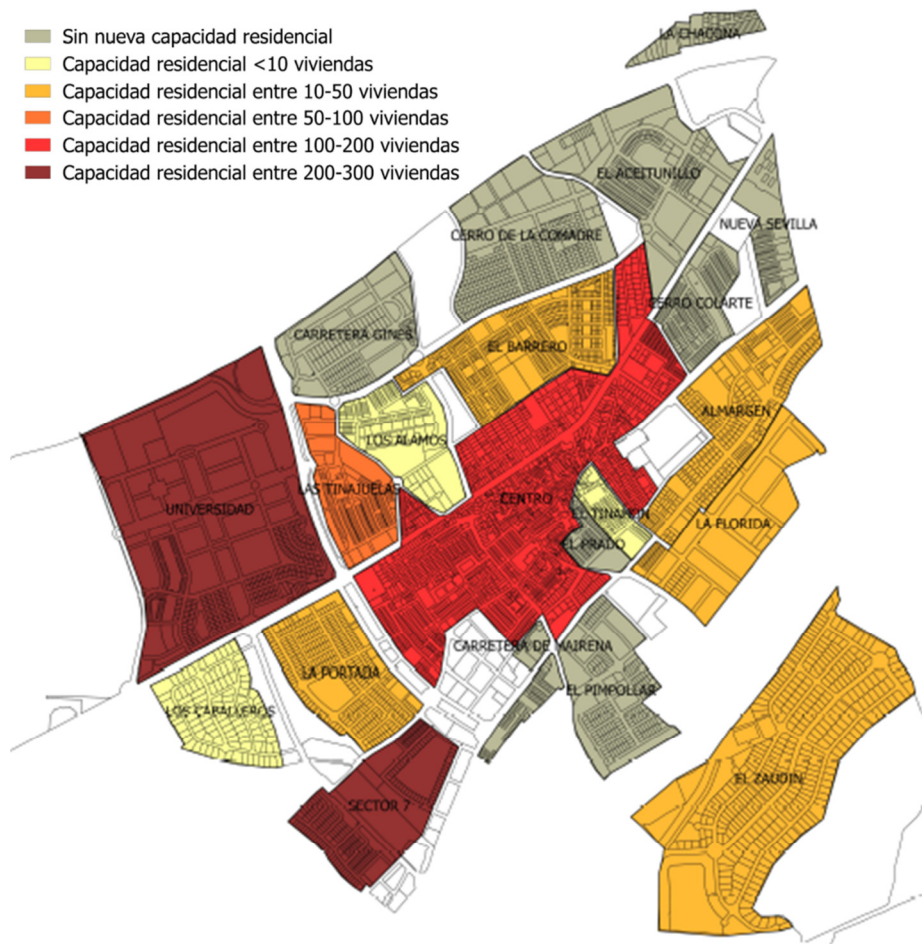 Sin nueva capacidad residencial
Capacidad residencial <10 viviendas
Capacidad residencial entre 10-50 viviendas
Capacidad residencial entre 50-100 viviendas
Capacidad residencial entre 100-200 viviendas
Capacidad residencial entre 200-300 viviendas
LA CHACONA
EL ACEITUNILLO
NUEVA SEVILLA
CERRO DE LA COMADRE
CERRO COLARTE
CARRETERA GINES
EL BARRERO
ALMARGEN
LOS ALAMOS
LAS TINAJUELAS
CENTRO
UNIVERSIDAD
EL
LA FLORIDA
EL PRADO
CARRETERA DE MAIRENA
LA PORTADA
EL PIMPOLLAR
LOS CABALLEROS
EL ZAUDIN
SECTOR 7